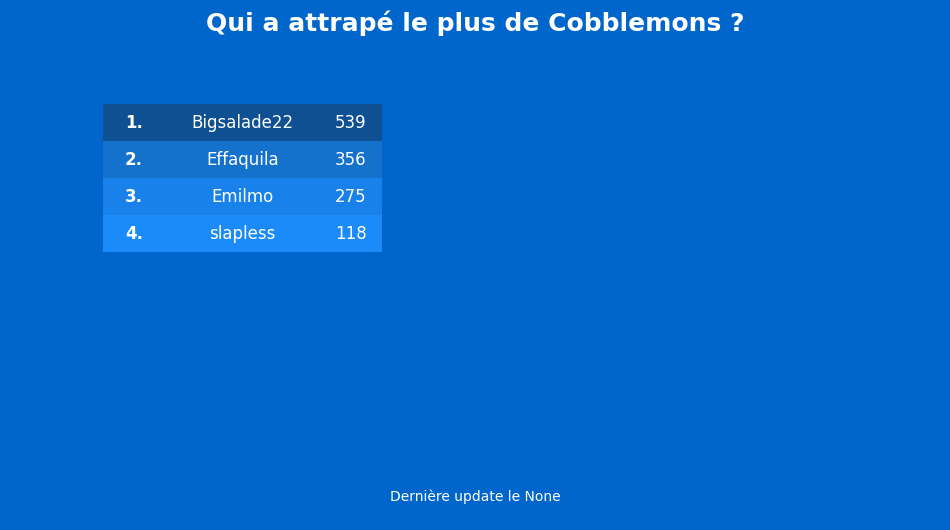 Qui a attrapé le plus de Cobblemons ?
1. Bigsalade22 539
2. Effaquila 356
3. Emilmo 275
4. slapless 118
Dernière update le None